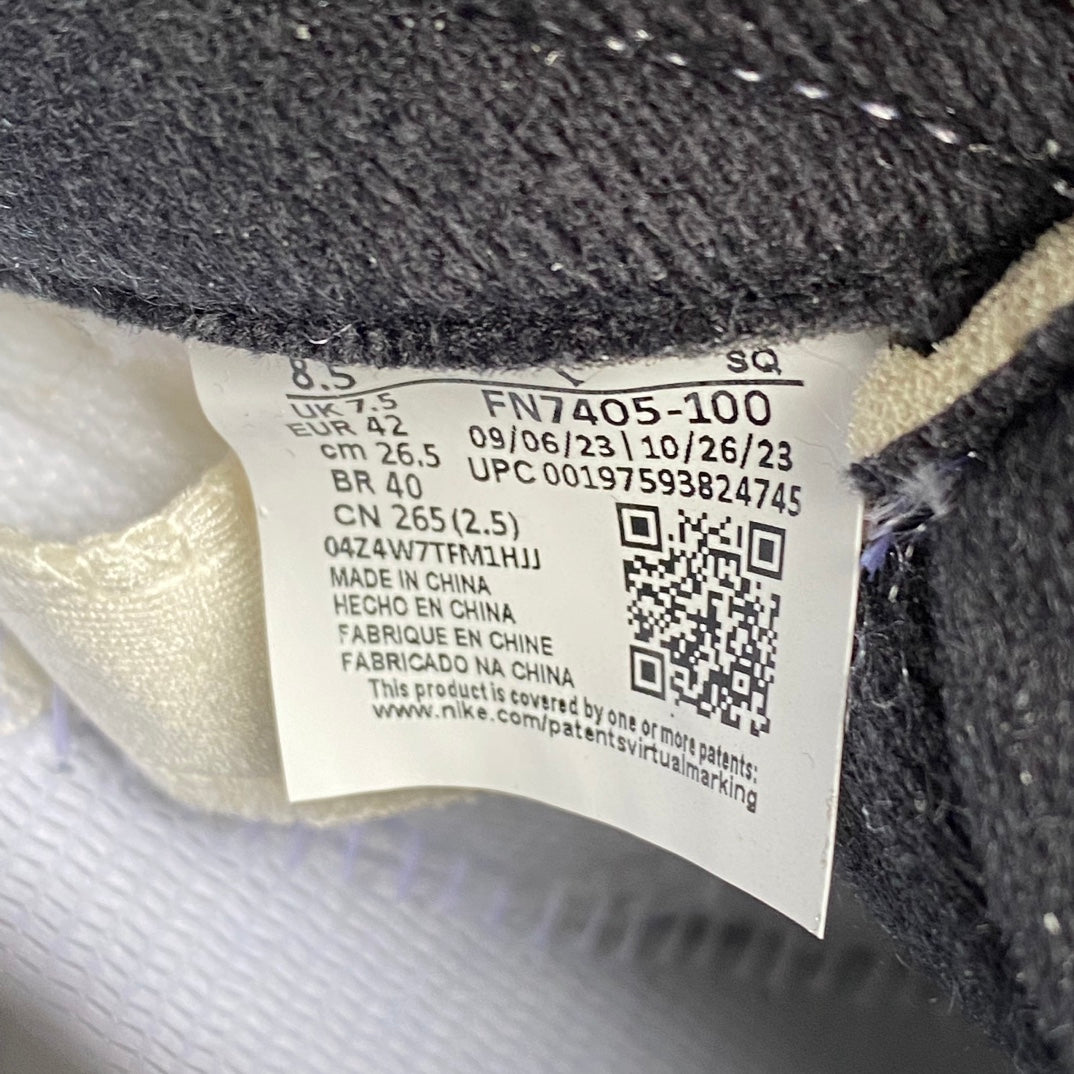 8.5 SQ
UK 7.5 FN7405-100
EUR 42 09/06/23\10/26/23
cm 26.5 UPC 00197593824745
BR 40
CN 265(2.5)
04Z4W7TFM1HJJ
MADE IN CHINA
HECHO EN CHINA
FABRIQUE EN CHINE
FABRICADO NA CHINA
This product is covered by one or more patents:
www.nike.com/patentsvirtualmarking